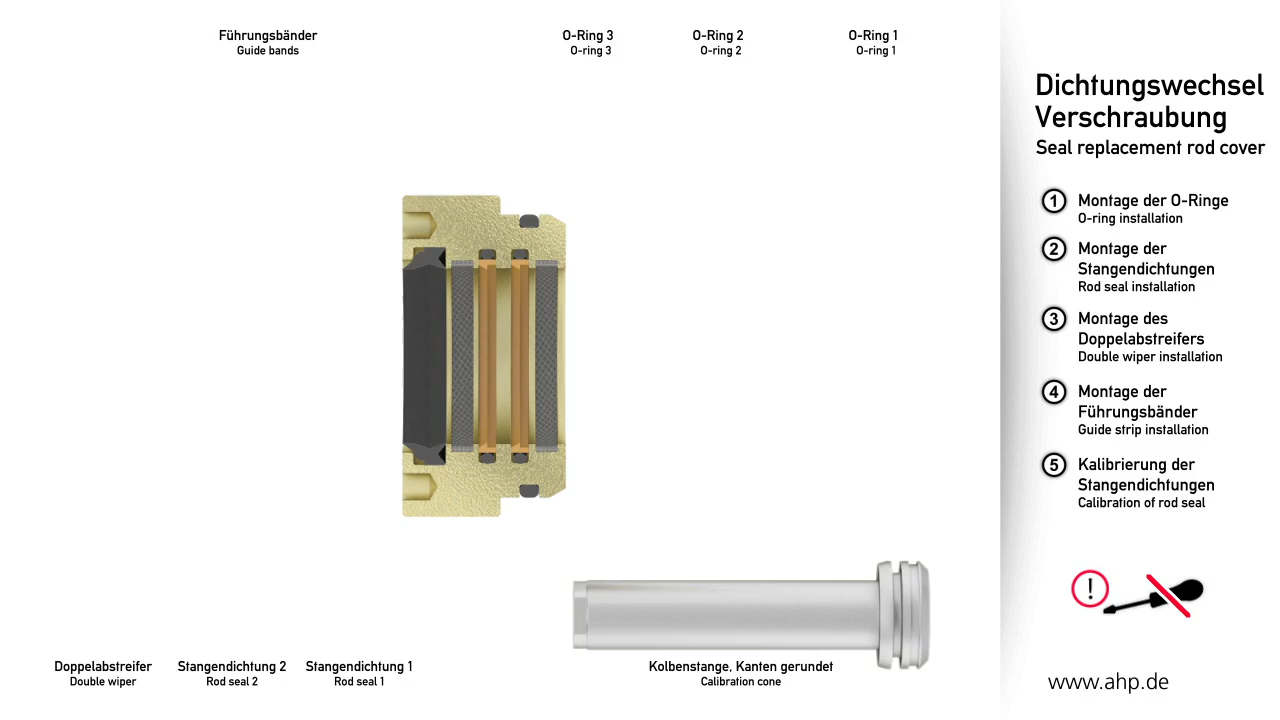 Führungsbänder
Guide bands
O-Ring 3
O-ring 3
O-Ring 2
O-ring 2
O-Ring 1
O-ring 1
Dichtungswechsel
Verschraubung
Seal replacement rod cover
1 Montage der O-Ringe
O-ring installation
2 Montage der
Stangendichtungen
Rod seal installation
3 Montage des
Doppelabstreifers
Double wiper installation
4 Montage der
Führungsbänder
Guide strip installation
5 Kalibrierung der
Stangendichtungen
Calibration of rod seal
!
Doppelabstreifer
Double wiper
Stangendichtung 2
Rod seal 2
Stangendichtung 1
Rod seal 1
Kolbenstange, Kanten gerundet
Calibration cone
www.ahp.de